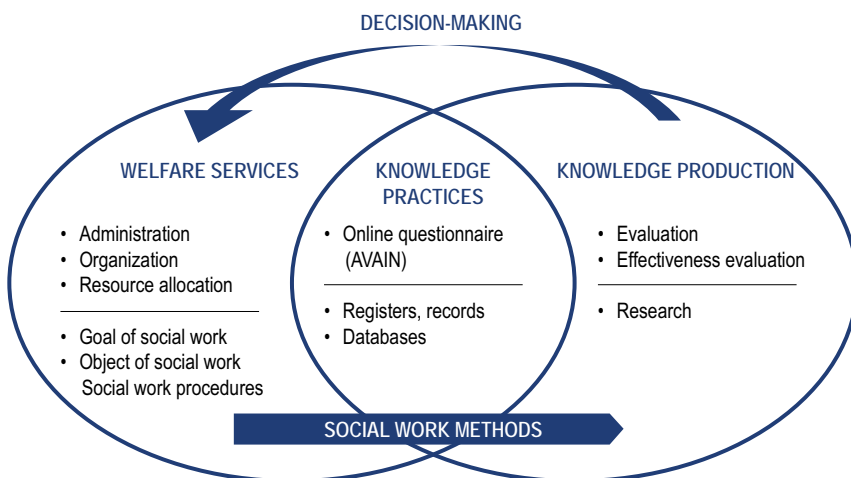 DECISION-MAKING
WELFARE SERVICES
• Administration
• Organization
• Resource allocation
• Goal of social work
• Object of social work
Social work procedures
KNOWLEDGE
PRACTICES
• Online questionnaire
(AVAIN)
• Registers, records
• Databases
KNOWLEDGE PRODUCTION
• Evaluation
• Effectiveness evaluation
• Research
SOCIAL WORK METHODS